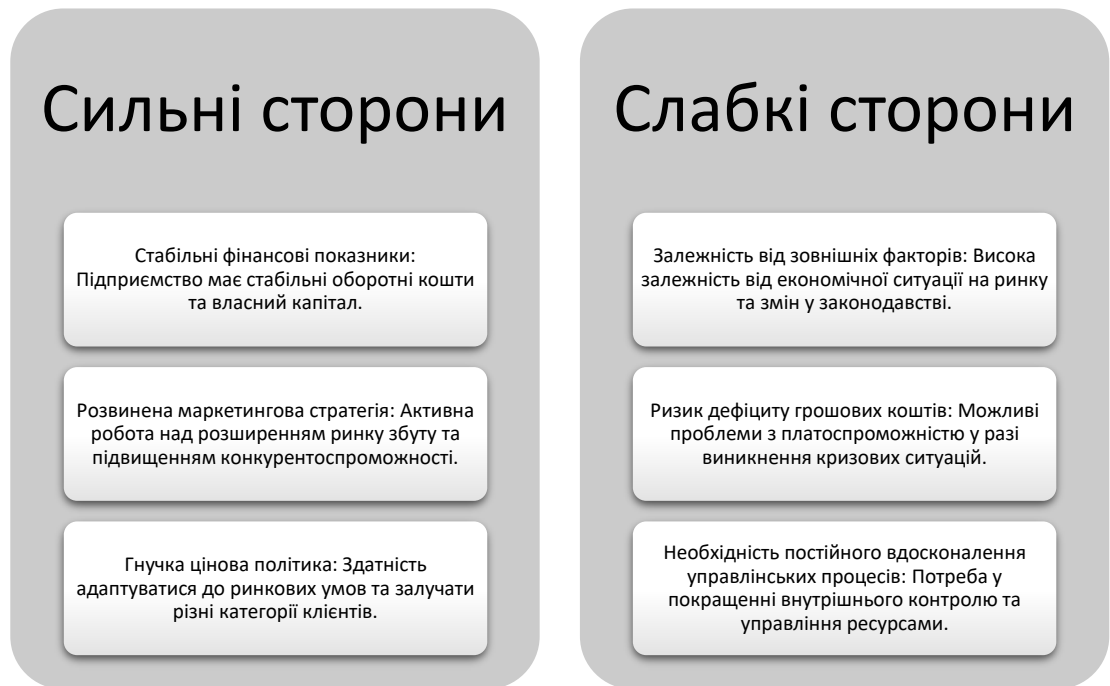 Сильні сторони
Стабільні фінансові показники:
Підприємство має стабільні оборотні кошти
та власний капітал.
Розвинена маркетингова стратегія: Активна
робота над розширенням ринку збуту та
підвищенням конкурентоспроможності.
Гнучка цінова політика: Здатність
адаптуватися до ринкових умов та залучати
різні категорії клієнтів.
Слабкі сторони
Залежність від зовнішніх факторів: Висока
залежність від економічної ситуації на ринку
та змін у законодавстві.
Ризик дефіциту грошових коштів: Можливі
проблеми з платоспроможністю у разі
виникнення кризових ситуацій.
Необхідність постійного вдосконалення
управлінських процесів: Потреба у
покращенні внутрішнього контролю та
управління ресурсами.